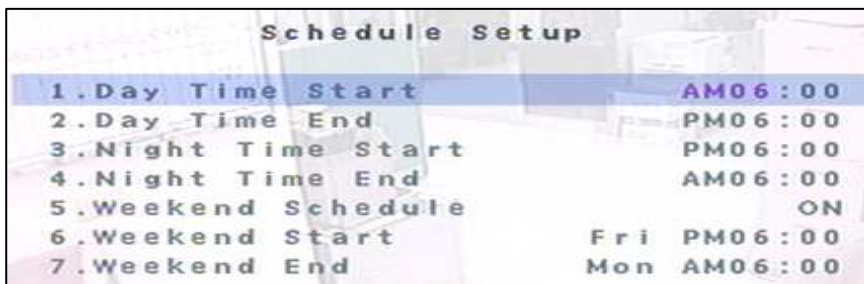 Schedule Setup
1.Day Time Start AM06:00
2.Day Time End PM06:00
3.Night Time Start PM06:00
4.Night Time End AM06:00
5.Weekend Schedule ON
6.Weekend Start Fri PM06:00
7.Weekend End Mon AM06:00